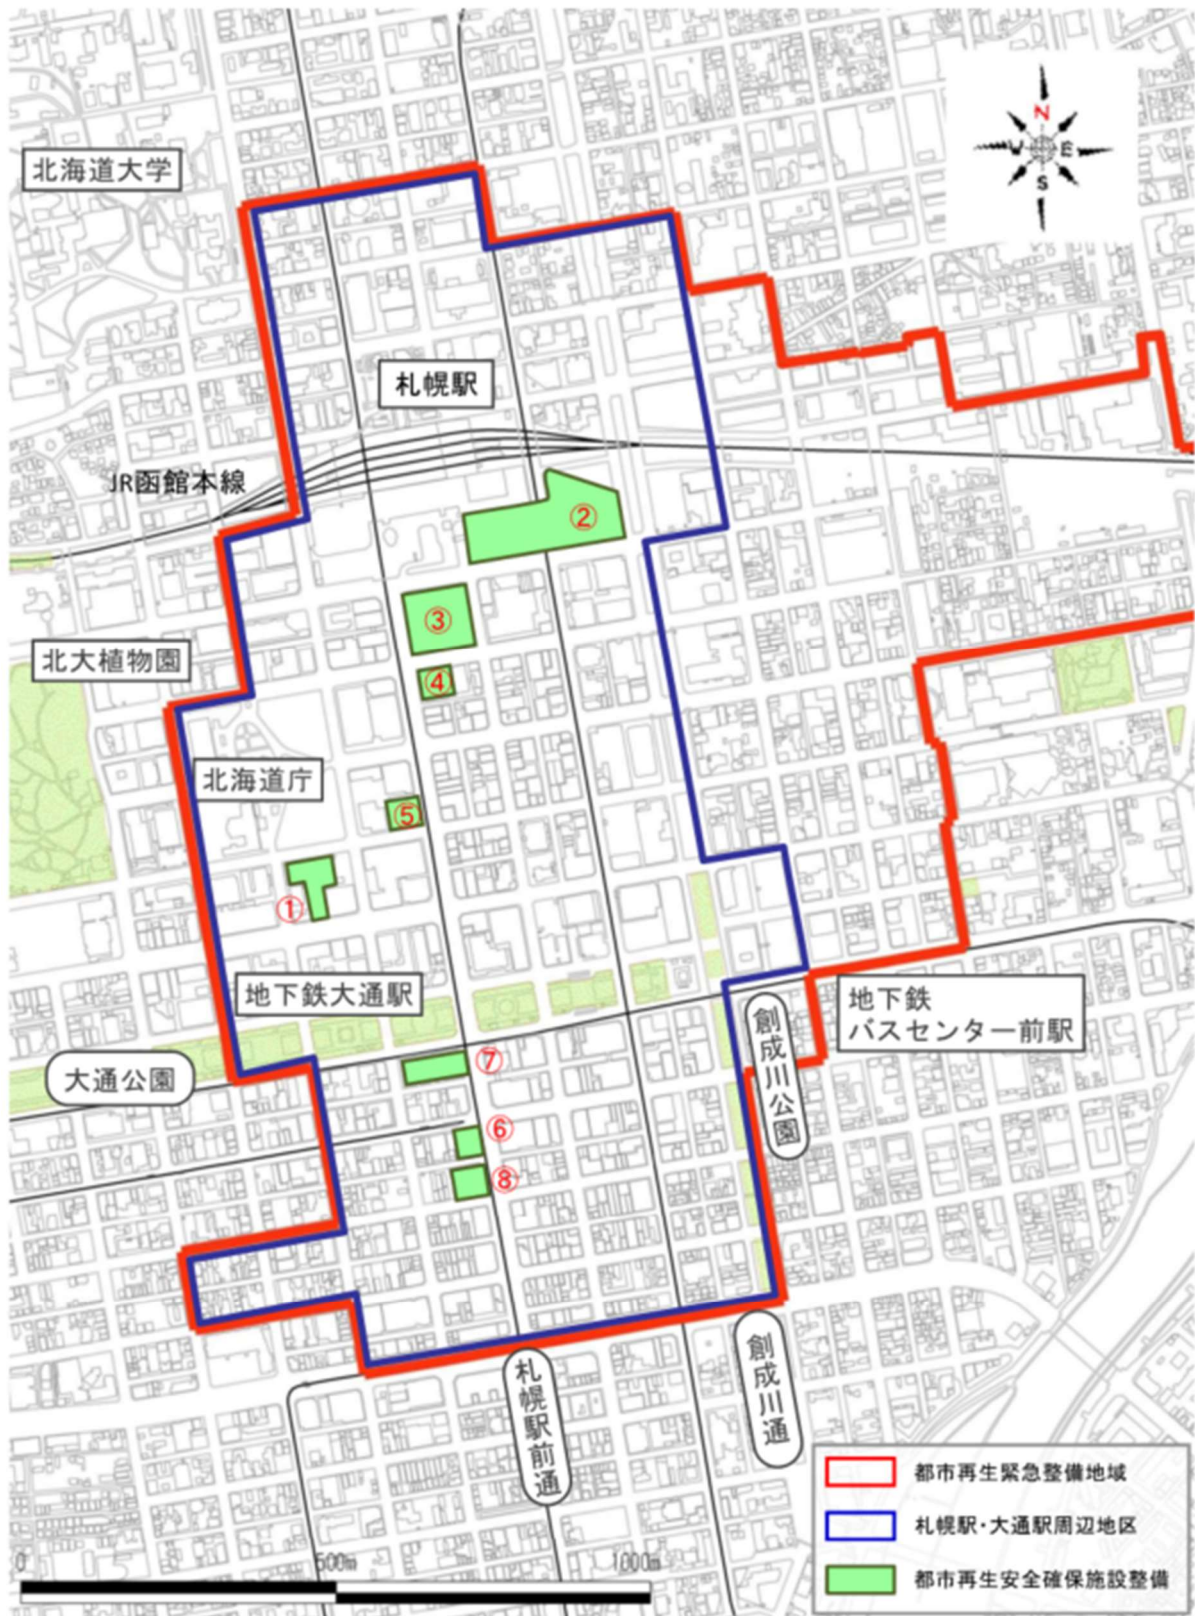 N
W
E
S
北海道大学
札幌駅
JR函館本線
②
③
北大植物園
④
北海道庁
⑤
①
地下鉄大通駅
地下鉄
バスセンター前駅
創成川公園
大通公園
⑦
⑥
⑧
札幌駅前通
創成川通
都市再生緊急整備地域
札幌駅・大通駅周辺地区
都市再生安全確保施設整備
0
500m
1000m